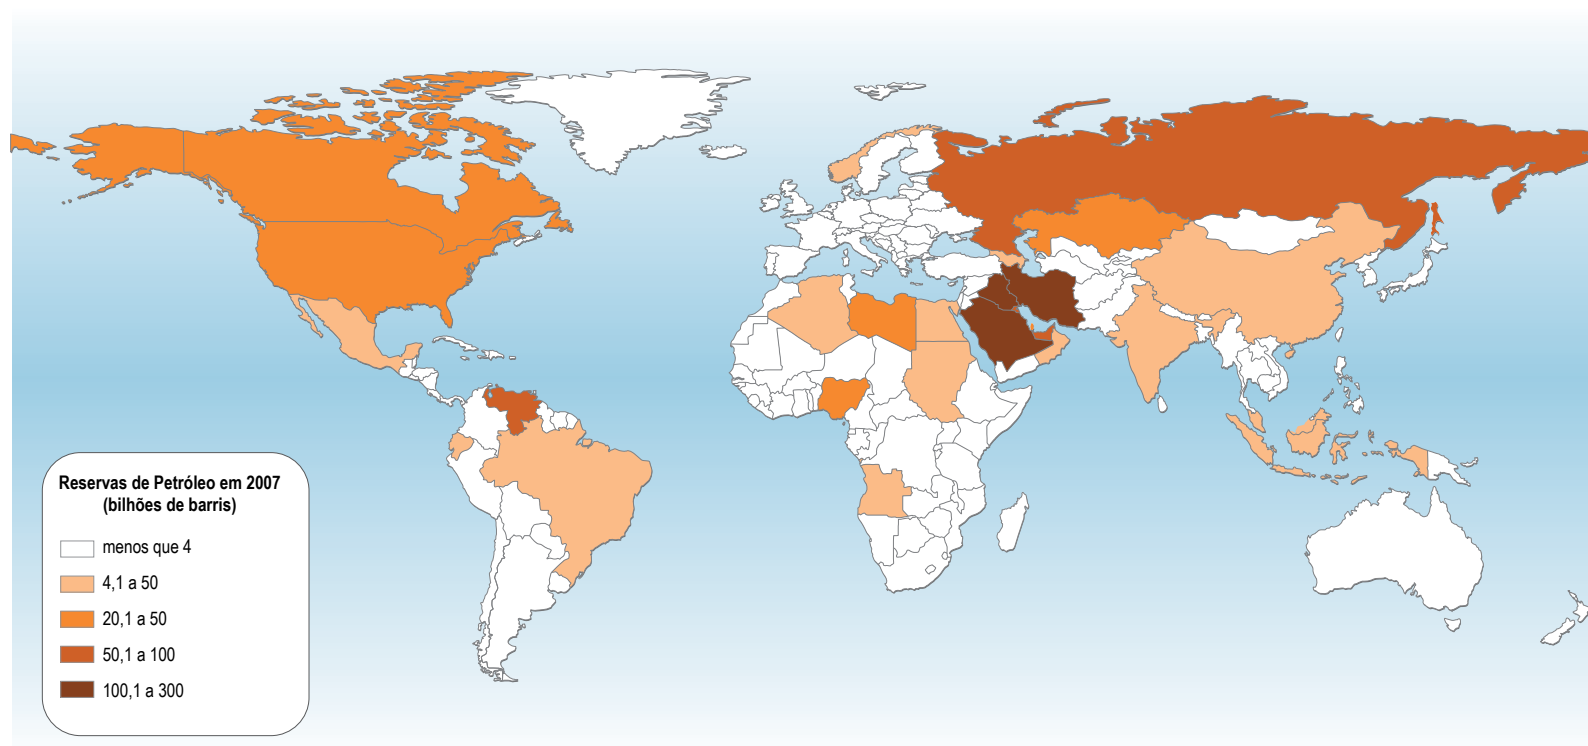 Reservas de Petróleo em 2007
(bilhões de barris)
menos que 4
4,1 a 50
20,1 a 50
50,1 a 100
100,1 a 300